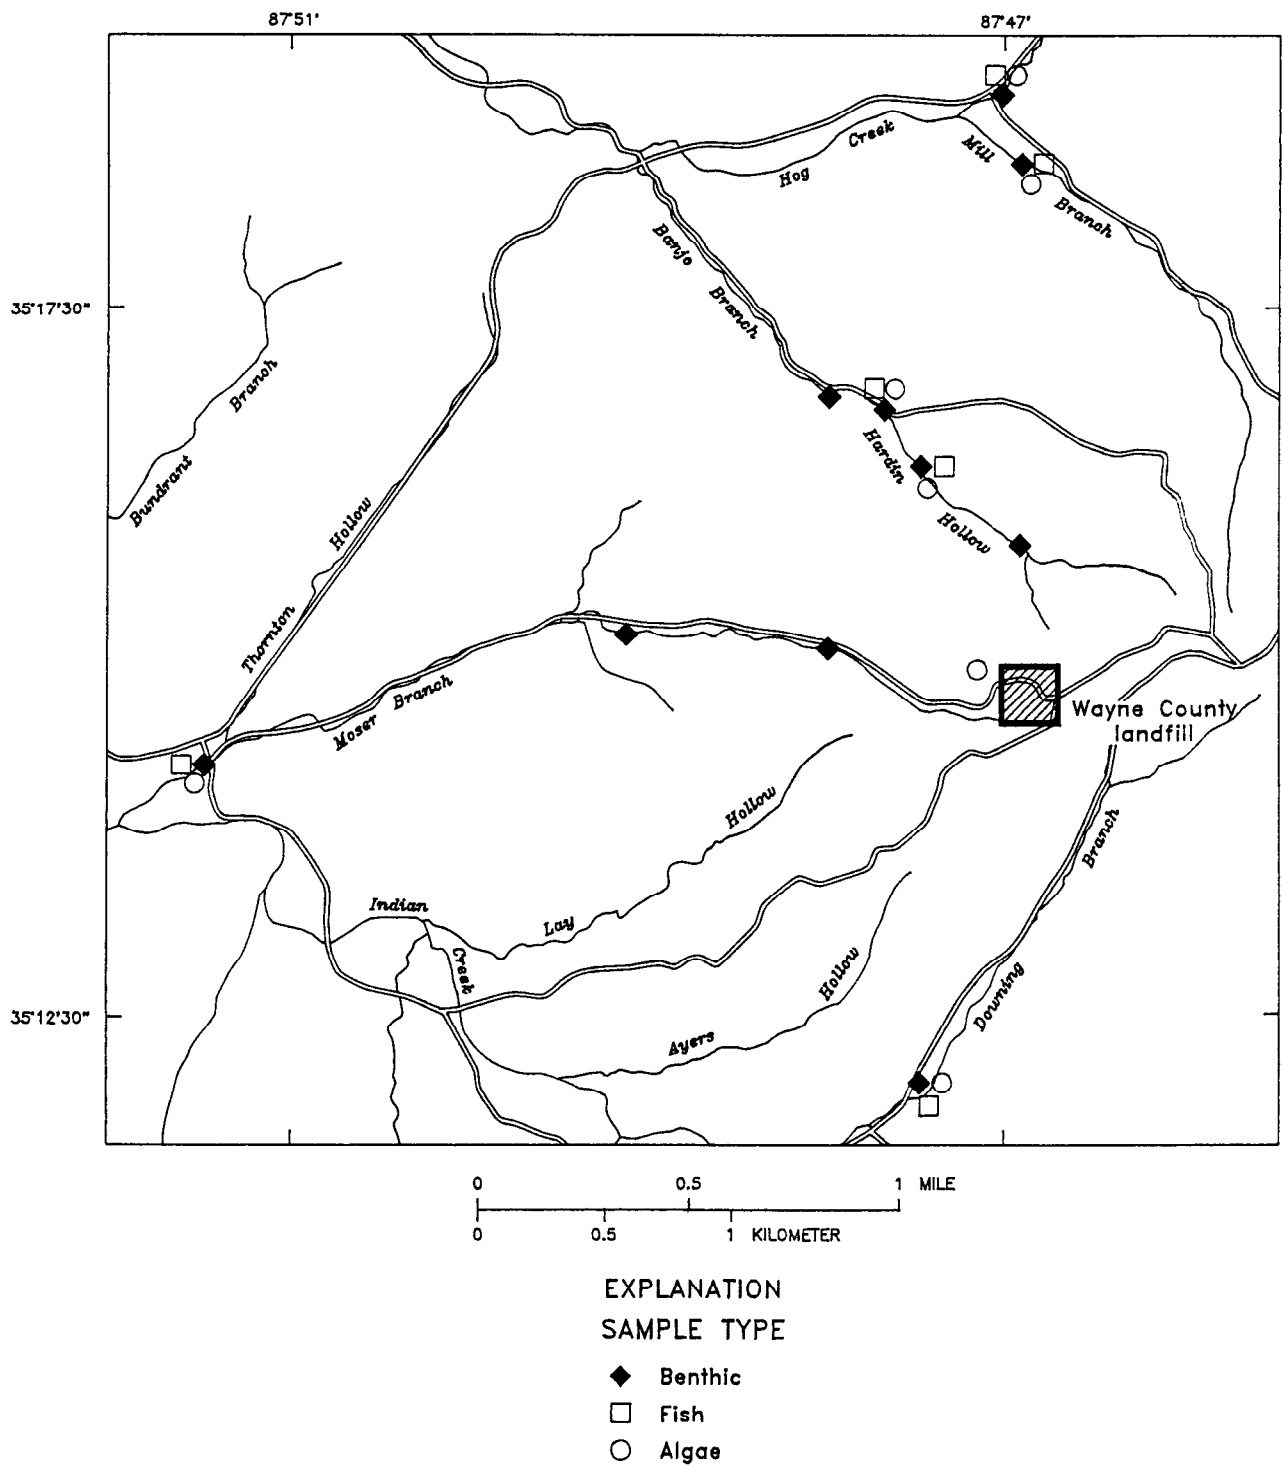 87°51'
87°47'
Creek
Hog
Mill
Branch
Banjo
Branch
35°17'30"
Branch
Bundrant
Hardin
Hollow
Hollow
Thornton
Moser Branch
Wayne County
landfill
Hollow
Branch
Indian
Lay
Creek
Hollow
Downing
35°12'30"
Ayers
0 0.5 1 MILE
0 0.5 1 KILOMETER
EXPLANATION
SAMPLE TYPE
Benthic
Fish
Algae